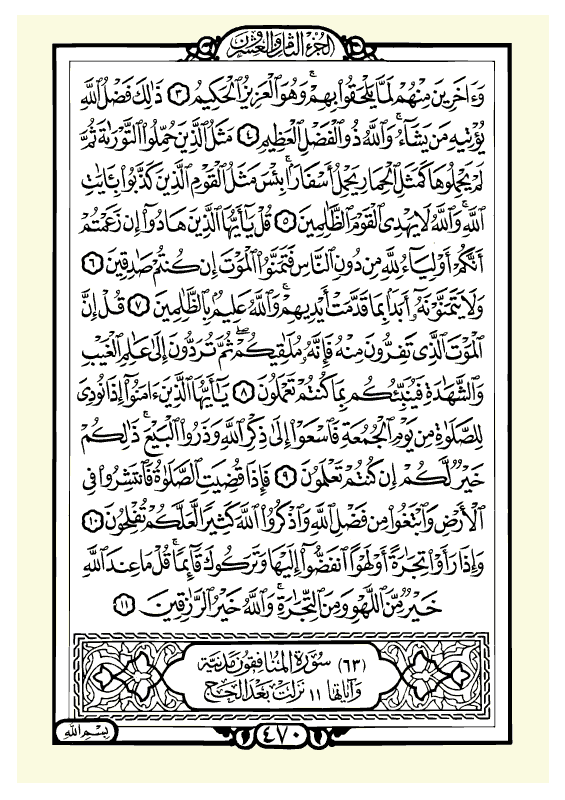 الجزء الثامن والعشرون
وَءَاخَرِينَ مِنْهُمْ لَمَّا يَلْحَقُوا۟ بِهِمْ ۚ وَهُوَ ٱلْعَزِيزُ ٱلْحَكِيمُ ٣ ذَٰلِكَ فَضْلُ ٱللَّهِ
يُؤْتِيهِ مَن يَشَآءُ ۚ وَٱللَّهُ ذُو ٱلْفَضْلِ ٱلْعَظِيمِ ٤ مَثَلُ ٱلَّذِينَ حُمِّلُوا۟ ٱلتَّوْرَىٰةَ ثُمَّ
لَمْ يَحْمِلُوهَا كَمَثَلِ ٱلْحِمَارِ يَحْمِلُ أَسْفَارًۢا ۚ بِئْسَ مَثَلُ ٱلْقَوْمِ ٱلَّذِينَ كَذَّبُوا۟ بِـَٔايَٰتِ
ٱللَّهِ ۚ وَٱللَّهُ لَا يَهْدِى ٱلْقَوْمَ ٱلظَّٰلِمِينَ ٥ قُلْ يَٰٓأَيُّهَا ٱلَّذِينَ هَادُوٓا۟ إِن زَعَمْتُمْ
أَنَّكُمْ أَوْلِيَآءُ لِلَّهِ مِن دُونِ ٱلنَّاسِ فَتَمَنَّوُا۟ ٱلْمَوْتَ إِن كُنتُمْ صَٰدِقِينَ ٦
وَلَا يَتَمَنَّوْنَهُۥٓ أَبَدًۢا بِمَا قَدَّمَتْ أَيْدِيهِمْ ۚ وَٱللَّهُ عَلِيمٌۢ بِٱلظَّٰلِمِينَ ٧ قُلْ إِنَّ
ٱلْمَوْتَ ٱلَّذِى تَفِرُّونَ مِنْهُ فَإِنَّهُۥ مُلَٰقِيكُمْ ۖ ثُمَّ تُرَدُّونَ إِلَىٰ عَٰلِمِ ٱلْغَيْبِ
وَٱلشَّهَٰدَةِ فَيُنَبِّئُكُم بِمَا كُنتُمْ تَعْمَلُونَ ٨ يَٰٓأَيُّهَا ٱلَّذِينَ ءَامَنُوٓا۟ إِذَا نُودِىَ
لِلصَّلَوٰةِ مِن يَوْمِ ٱلْجُمُعَةِ فَٱسْعَوْا۟ إِلَىٰ ذِكْرِ ٱللَّهِ وَذَرُوا۟ ٱلْبَيْعَ ۚ ذَٰلِكُمْ
خَيْرٌ لَّكُمْ إِن كُنتُمْ تَعْلَمُونَ ٩ فَإِذَا قُضِيَتِ ٱلصَّلَوٰةُ فَٱنتَشِرُوا۟ فِى
ٱلْأَرْضِ وَٱبْتَغُوا۟ مِن فَضْلِ ٱللَّهِ وَٱذْكُرُوا۟ ٱللَّهَ كَثِيرًا لَّعَلَّكُمْ تُفْلِحُونَ ١٠
وَإِذَا رَأَوْا۟ تِجَٰرَةً أَوْ لَهْوًا ٱنفَضُّوٓا۟ إِلَيْهَا وَتَرَكُوكَ قَآئِمًا ۚ قُلْ مَا عِندَ ٱللَّهِ
خَيْرٌ مِّنَ ٱللَّهْوِ وَمِنَ ٱلتِّجَٰرَةِ ۚ وَٱللَّهُ خَيْرُ ٱلرَّٰزِقِينَ ١١
(٦٣) سورة المنافقون مدنية
وآياتها ١١ نزلت بعد الحج
بسم الله
٤٧٠